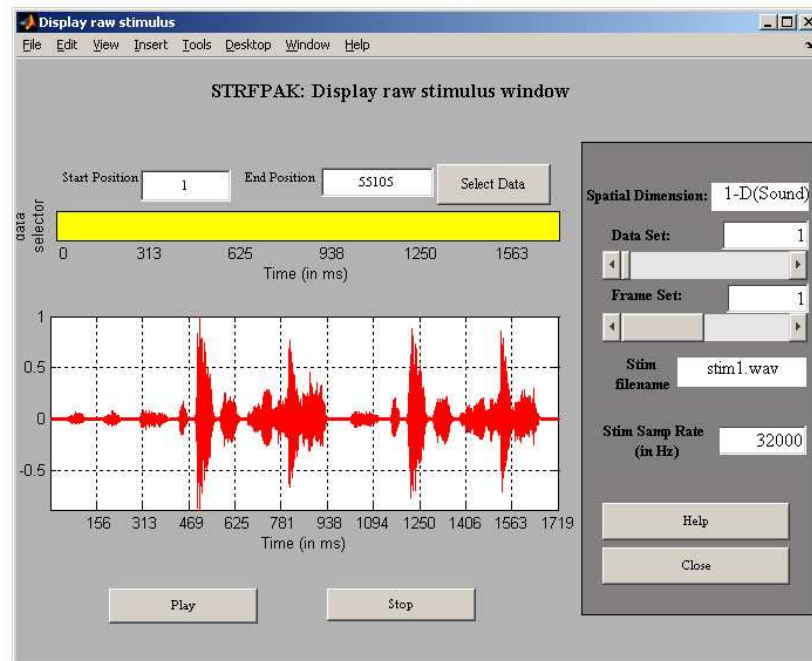 Display raw stimulus
File Edit View Insert Tools Desktop Window Help
STRFPAK: Display raw stimulus window
Start Position 1 End Position 55105 Select Data
data
selector
0 313 625 938 1250 1563
Time (in ms)
1
0.5
0
-0.5
156 313 469 625 781 938 1094 1250 1406 1563 1719
Time (in ms)
Play Stop
Spatial Dimension: 1-D(Sound)
Data Set: 1
Frame Set: 1
Stim
filename
stim1.wav
Stim Samp Rate
(in Hz)
32000
Help
Close